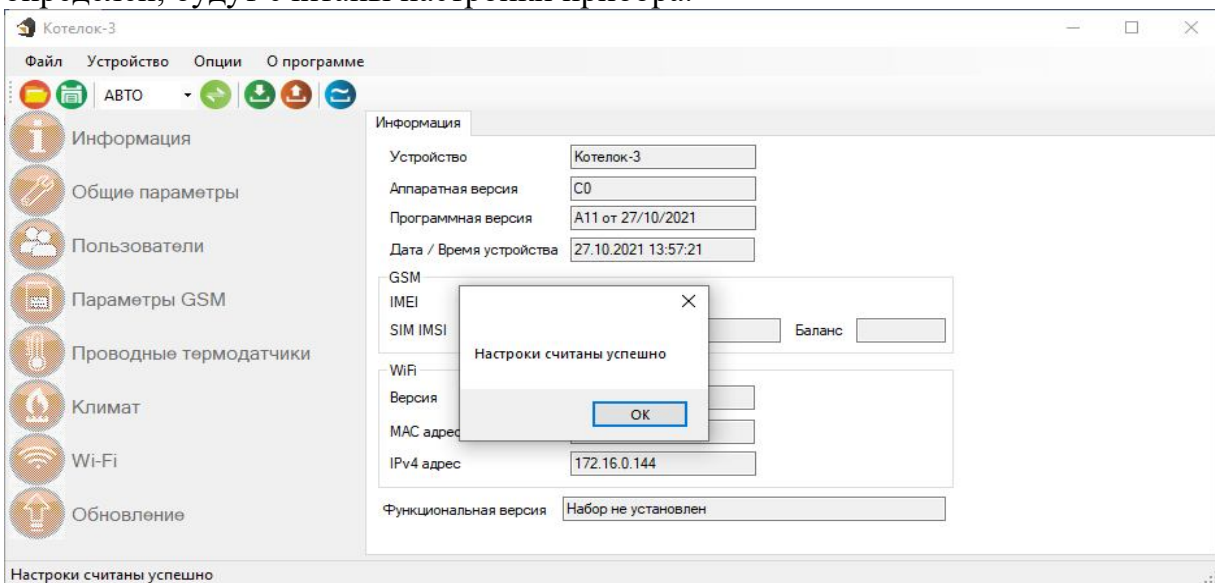 Котелок-3
Файл Устройство Опции О программе
АВТО
Информация
Общие параметры
Пользователи
Параметры GSM
Проводные термодатчики
Климат
Wi-Fi
Обновление
Информация
Устройство Котелок-3
Аппаратная версия C0
Программная версия A11 от 27/10/2021
Дата / Время устройства 27.10.2021 13:57:21
GSM
IMEI
SIM IMSI Баланс
Настроки считаны успешно
OK
WiFi
Версия
MAC
IPv4 адрес 172.16.0.144
Функциональная версия Набор не установлен
Настроки считаны успешно